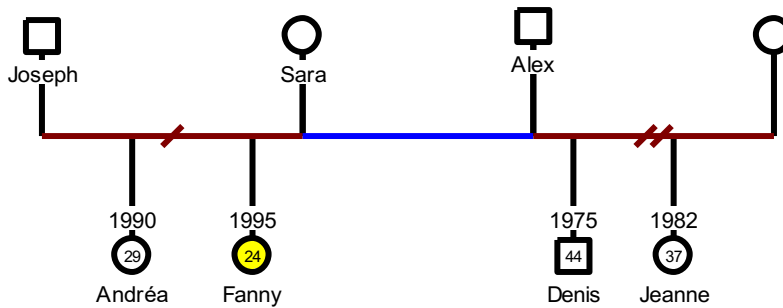 Joseph
Sara
Alex
1990
1995
1975
1982
29
24
44
37
Andréa
Fanny
Denis
Jeanne